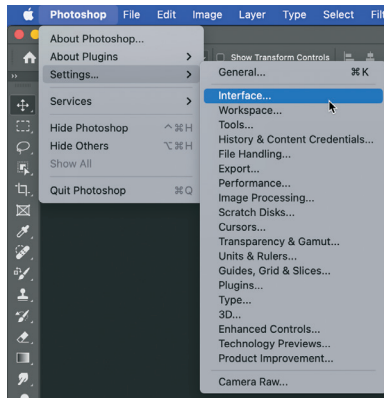 Photoshop File Edit Image Layer Type Select
About Photoshop...
About Plugins >
Show Transform Controls
Settings... >
General... ⌘K
Interface...
Services >
Workspace...
Tools...
Hide Photoshop ^⌘H
History & Content Credentials...
Hide Others ⌥⌘H
File Handling...
Show All
Export...
Performance...
Quit Photoshop ⌘Q
Image Processing...
Scratch Disks...
Cursors...
Transparency & Gamut...
Units & Rulers...
Guides, Grid & Slices...
Plugins...
Type...
3D...
Enhanced Controls...
Technology Previews...
Product Improvement...
Camera Raw...